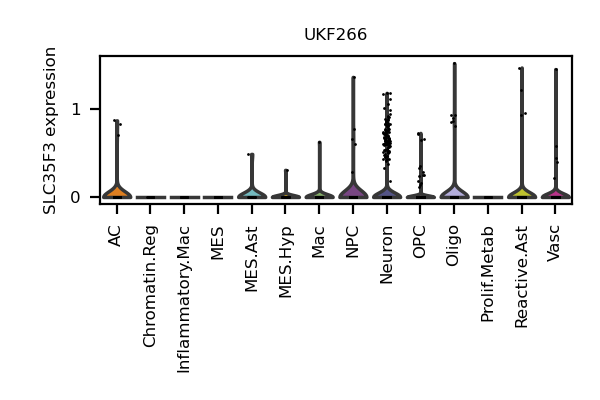 UKF266
SLC35F3 expression
1
0
AC
Chromatin.Reg
Inflammatory.Mac
MES
MES.Ast
MES.Hyp
Mac
NPC
Neuron
OPC
Oligo
Prolif.Metab
Reactive.Ast
Vasc